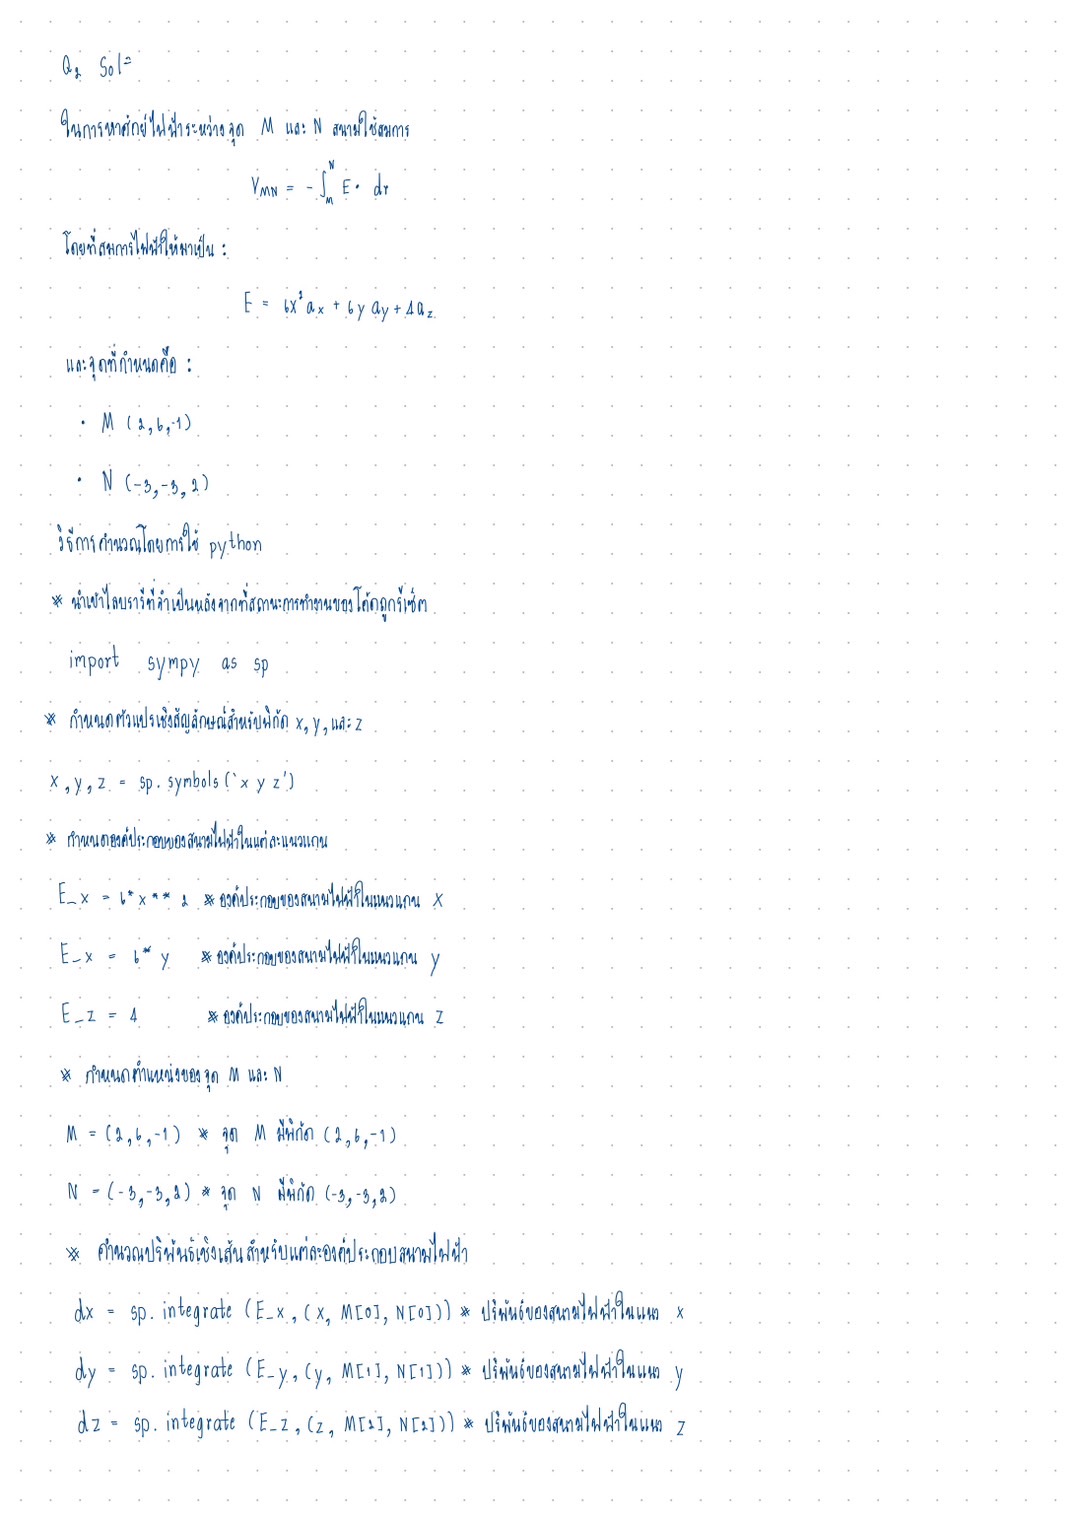 Q2 Sol=
ในการหาศักย์ไฟฟ้าระหว่างจุด M และ N สนามใช้สมการ
V_MN = - ∫_M^N E · dr
โดยที่สมการไฟฟ้าให้มาเป็น :
E = 6x² ax + 6y ay + 4az
และจุดที่กำหนดคือ :
• M (2,6,-1)
• N (-3,-3,2)
วิธีการคำนวณโดยการใช้ python
* นำเข้าไลบรารีที่จำเป็นหลังจากที่สถานะการทำงานของโค้ดถูกรีเซ็ต
import sympy as sp
* กำหนดตัวแปรเชิงสัญลักษณ์สำหรับพิกัด x, y, และ z
x, y, z = sp. symbols ('x y z')
* กำหนดองค์ประกอบของสนามไฟฟ้าในแต่ละแนวแกน
E_x = 6* x ** 2 * องค์ประกอบของสนามไฟฟ้าในแนวแกน x
E_x = 6* y * องค์ประกอบของสนามไฟฟ้าในแนวแกน y
E_z = 4 * องค์ประกอบของสนามไฟฟ้าในแนวแกน z
* กำหนดตำแหน่งของจุด M และ N
M = (2,6,-1) * จุด M มีพิกัด (2,6,-1)
N = (-3,-3,2) * จุด N มีพิกัด (-3,-3,2)
* คำนวณปริพันธ์เชิงเส้นสำหรับแต่ละองค์ประกอบสนามไฟฟ้า
dx = sp. integrate (E_x, (x, M[0], N[0])) * ปริพันธ์ของสนามไฟฟ้าในแนว x
dy = sp. integrate (E_y, (y, M[1], N[1])) * ปริพันธ์ของสนามไฟฟ้าในแนว y
dz = sp. integrate (E_z, (z, M[2], N[2])) * ปริพันธ์ของสนามไฟฟ้าในแนว z